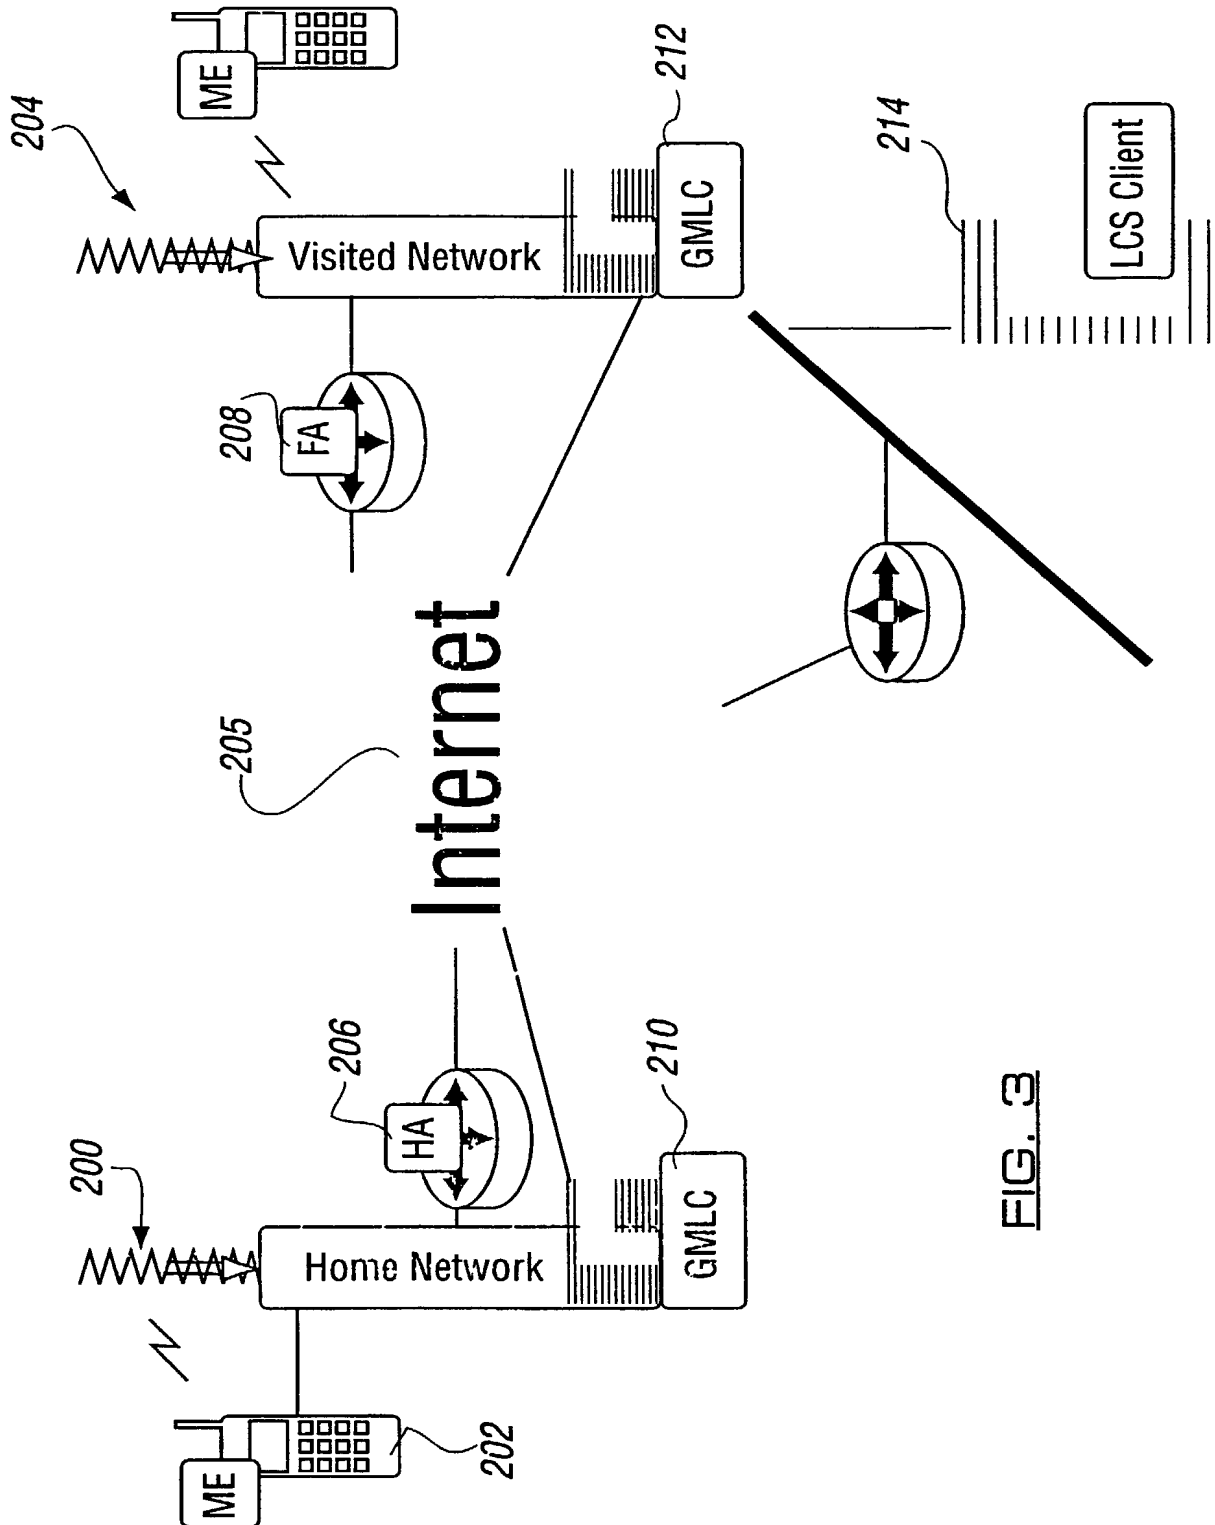 200
204
ME
ME
202
Home Network
206
HA
205
Internet
208
FA
Visited Network
210
GMLC
212
GMLC
214
LCS Client
FIG. 3